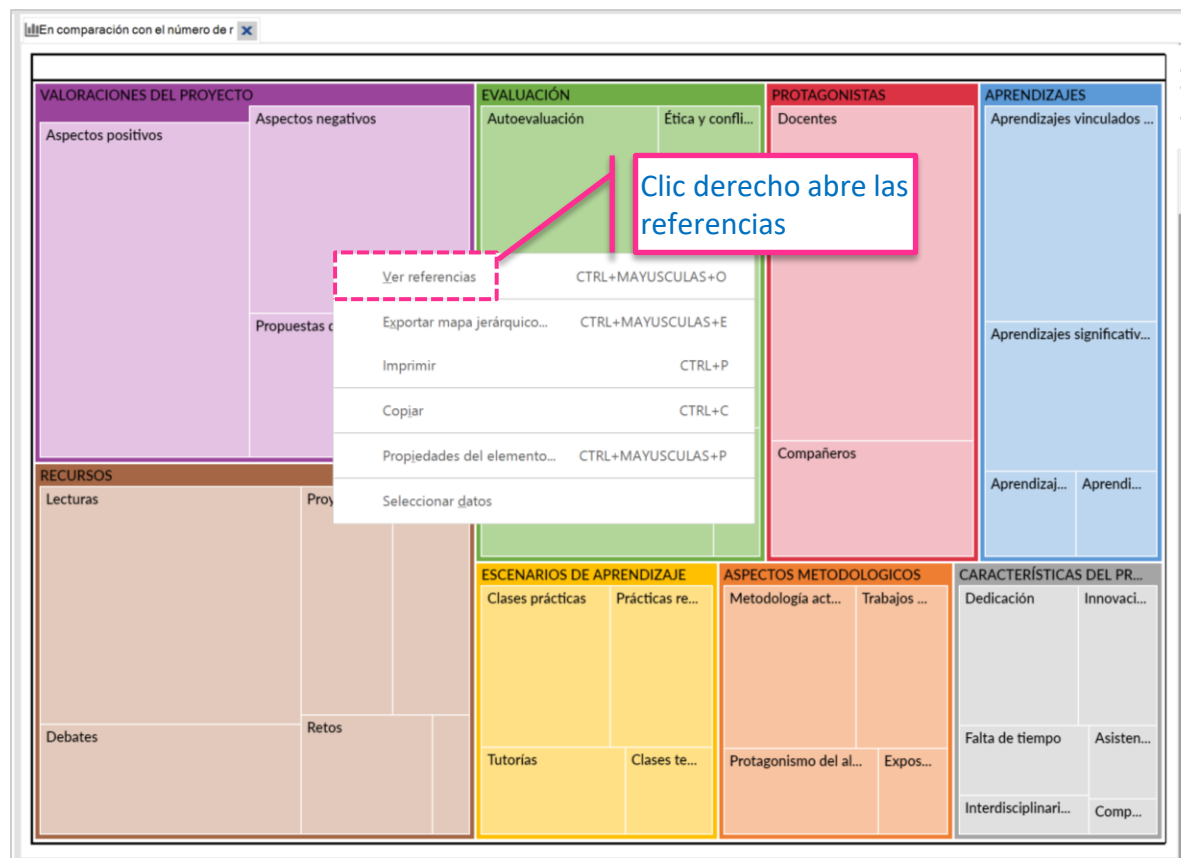 En comparación con el número de r
VALORACIONES DEL PROYECTO
Aspectos positivos
Aspectos negativos
Propuestas
EVALUACIÓN
Autoevaluación
Ética y confli...
PROTAGONISTAS
Docentes
Compañeros
APRENDIZAJES
Aprendizajes vinculados ...
Aprendizajes significativ...
Aprendizaj...
Aprendi...
Clic derecho abre las
referencias
Ver referencias CTRL+MAYUSCULAS+O
Exportar mapa jerárquico... CTRL+MAYUSCULAS+E
Imprimir CTRL+P
Copiar CTRL+C
Propiedades del elemento... CTRL+MAYUSCULAS+P
Seleccionar datos
RECURSOS
Lecturas
Proy
Debates
Retos
ESCENARIOS DE APRENDIZAJE
Clases prácticas
Prácticas re...
Tutorías
Clases te...
ASPECTOS METODOLOGICOS
Metodología act...
Trabajos ...
Protagonismo del al...
Expos...
CARACTERÍSTICAS DEL PR...
Dedicación
Innovaci...
Falta de tiempo
Asisten...
Interdisciplinari...
Comp...